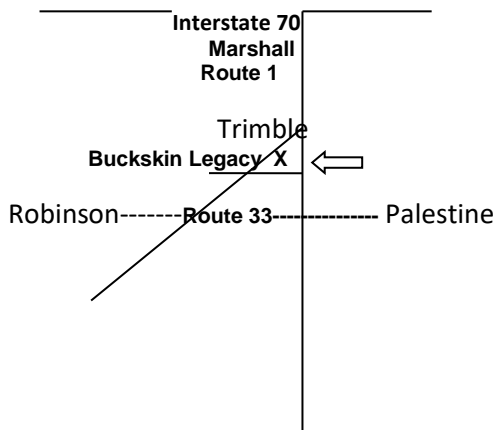 Interstate 70
Marshall
Route 1
Trimble
Buckskin Legacy X
Robinson-------Route 33---------------- Palestine